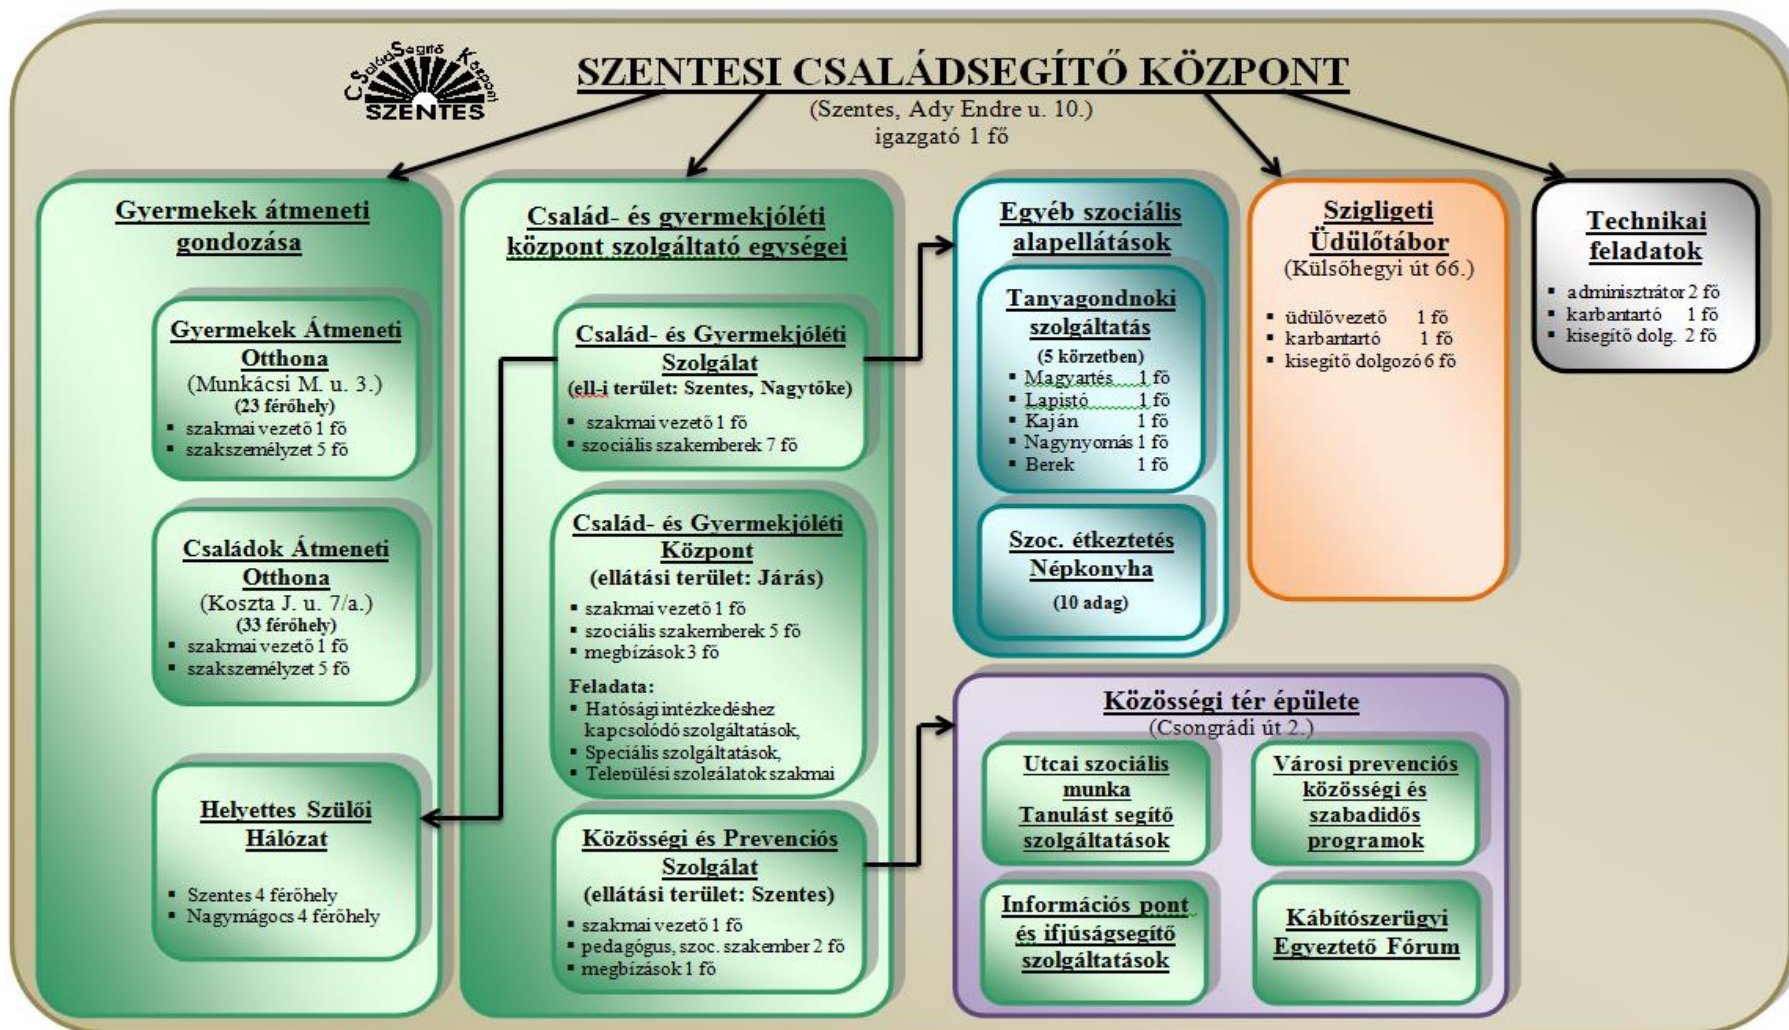 CsaládSegítő Központ
SZENTES
SZENTESI CSALÁDSEGÍTŐ KÖZPONT
(Szentes, Ady Endre u. 10.)
igazgató 1 fő
Gyermekek átmeneti
gondozása
Gyermekek Átmeneti
Otthona
(Munkácsi M. u. 3.)
(23 férőhely)
▪ szakmai vezető 1 fő
▪ szakszemélyzet 5 fő
Családok Átmeneti
Otthona
(Koszta J. u. 7/a.)
(33 férőhely)
▪ szakmai vezető 1 fő
▪ szakszemélyzet 5 fő
Helyettes Szülői
Hálózat
▪ Szentes 4 férőhely
▪ Nagymágocs 4 férőhely
Család- és gyermekjóléti
központ szolgáltató egységei
Család- és Gyermekjóléti
Szolgálat
(ell-i terület: Szentes, Nagytőke)
▪ szakmai vezető 1 fő
▪ szociális szakemberek 7 fő
Család- és Gyermekjóléti
Központ
(ellátási terület: Járás)
▪ szakmai vezető 1 fő
▪ szociális szakemberek 5 fő
▪ megbízások 3 fő
Feladata:
▪ Hatósági intézkedéshez
kapcsolódó szolgáltatások,
▪ Speciális szolgáltatások,
▪ Települési szolgálatok szakmai
Közösségi és Prevenciós
Szolgálat
(ellátási terület: Szentes)
▪ szakmai vezető 1 fő
▪ pedagógus, szoc. szakember 2 fő
▪ megbízások 1 fő
Egyéb szociális
alapellátások
Tanyagondnoki
szolgáltatás
(5 körzetben)
▪ Magyartés 1 fő
▪ Lapistó 1 fő
▪ Kaján 1 fő
▪ Nagynyomás 1 fő
▪ Berek 1 fő
Szoc. étkeztetés
Népkonyha
(10 adag)
Szigligeti
Üdülőtábor
(Külsőhegyi út 66.)
▪ üdülővezető 1 fő
▪ karbantartó 1 fő
▪ kisegítő dolgozó 6 fő
Technikai
feladatok
▪ adminisztrátor 2 fő
▪ karbantartó 1 fő
▪ kisegítő dolg. 2 fő
Közösségi tér épülete
(Csongrádi út 2.)
Utcai szociális
munka
Tanulást segítő
szolgáltatások
Városi prevenciós
közösségi és
szabadidős
programok
Információs pont
és ifjúságsegítő
szolgáltatások
Kábítószerügyi
Egyeztető Fórum